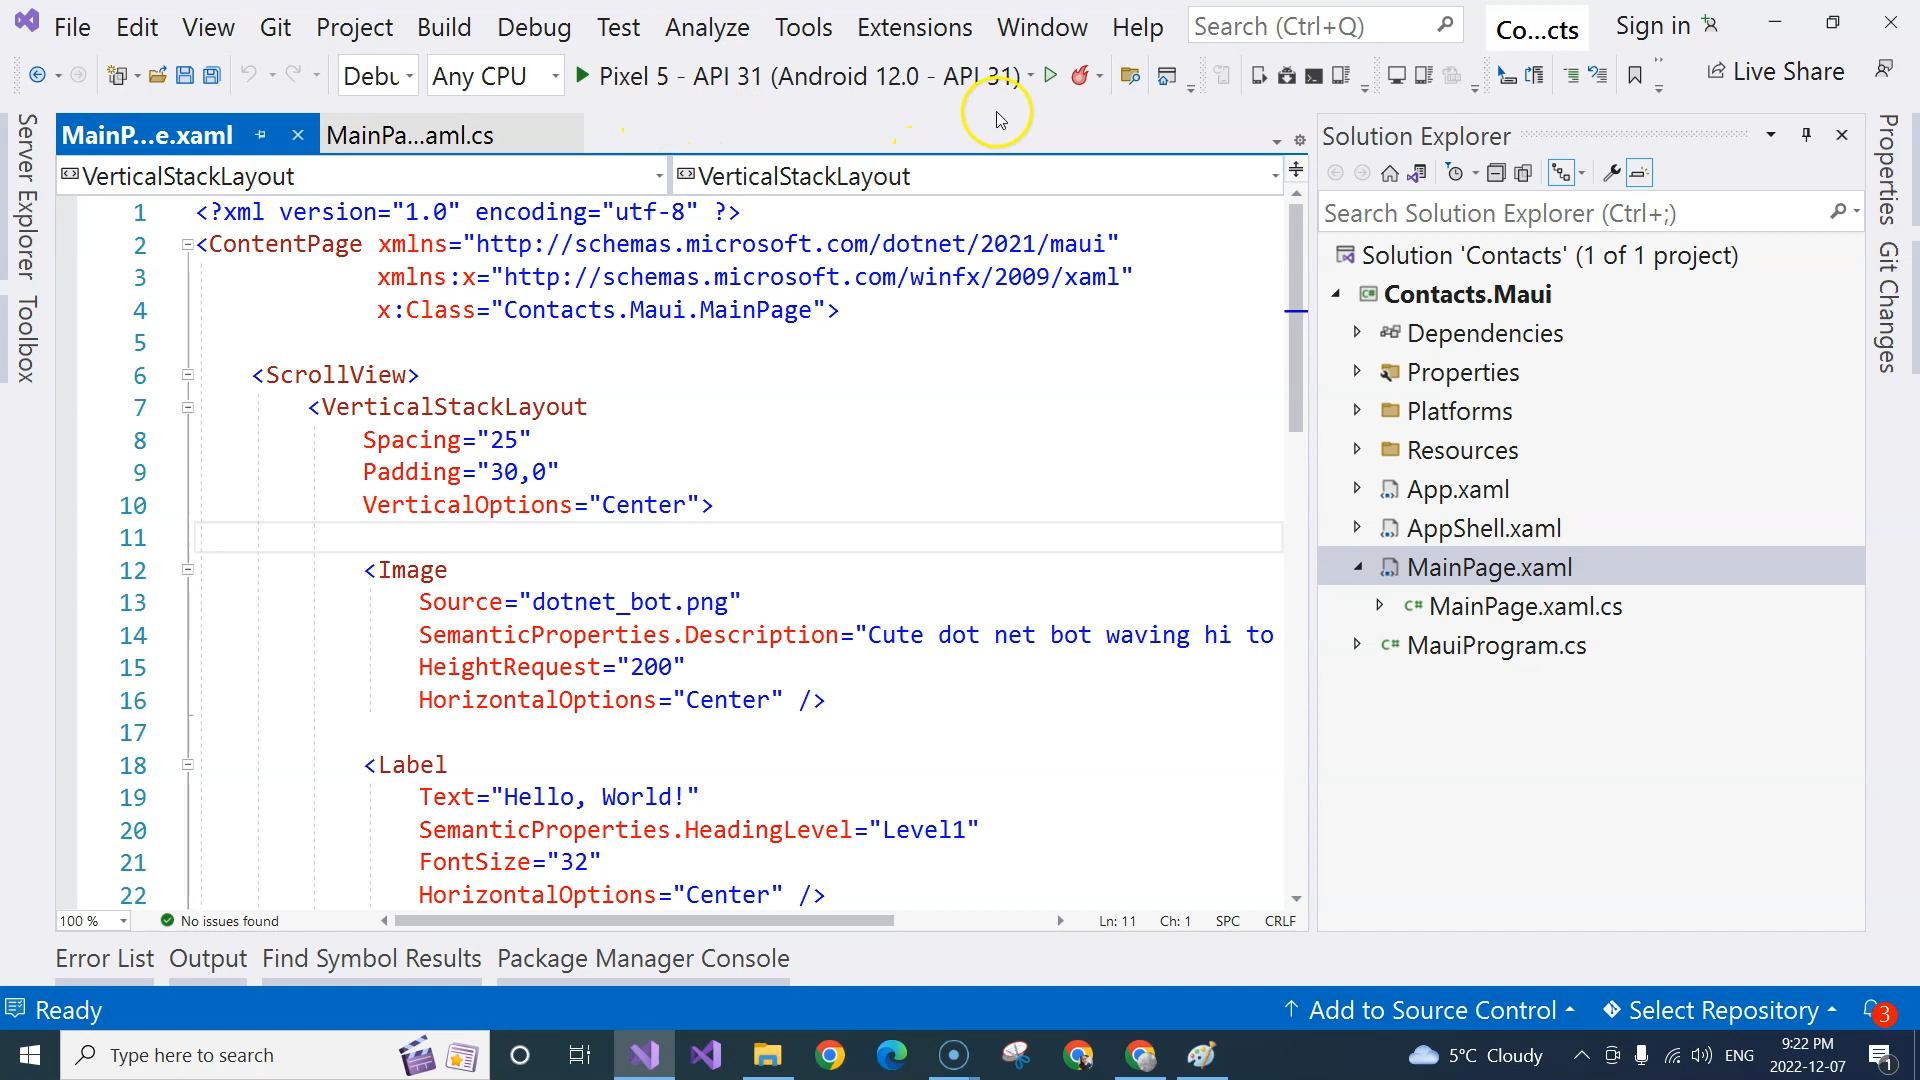 File Edit View Git Project Build Debug Test Analyze Tools Extensions Window Help Search (Ctrl+Q) Co...cts Sign in
Debu Any CPU Pixel 5 - API 31 (Android 12.0 - API 31) Live Share
Server Explorer
Toolbox
MainP...e.xaml MainPa...aml.cs
VerticalStackLayout VerticalStackLayout
1 <?xml version="1.0" encoding="utf-8" ?>
2 <ContentPage xmlns="http://schemas.microsoft.com/dotnet/2021/maui"
3 xmlns:x="http://schemas.microsoft.com/winfx/2009/xaml"
4 x:Class="Contacts.Maui.MainPage">
5
6 <ScrollView>
7 <VerticalStackLayout
8 Spacing="25"
9 Padding="30,0"
10 VerticalOptions="Center">
11
12 <Image
13 Source="dotnet_bot.png"
14 SemanticProperties.Description="Cute dot net bot waving hi to
15 HeightRequest="200"
16 HorizontalOptions="Center" />
17
18 <Label
19 Text="Hello, World!"
20 SemanticProperties.HeadingLevel="Level1"
21 FontSize="32"
22 HorizontalOptions="Center" />
100 % No issues found Ln: 11 Ch: 1 SPC CRLF
Solution Explorer
Search Solution Explorer (Ctrl+;)
Solution 'Contacts' (1 of 1 project)
Contacts.Maui
Dependencies
Properties
Platforms
Resources
App.xaml
AppShell.xaml
MainPage.xaml
C# MainPage.xaml.cs
C# MauiProgram.cs
Properties
Git Changes
Error List Output Find Symbol Results Package Manager Console
Ready Add to Source Control Select Repository 3
Type here to search 5°C Cloudy ENG 9:22 PM
2022-12-07 1